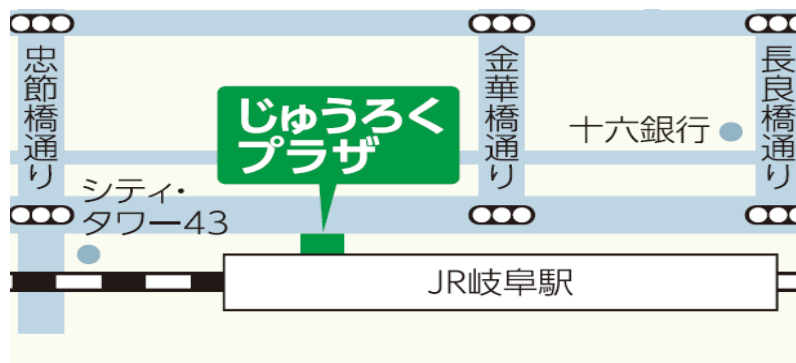 忠節橋通り
金華橋通り
長良橋通り
じゅうろく
プラザ
十六銀行
シティ・
タワー43
JR岐阜駅